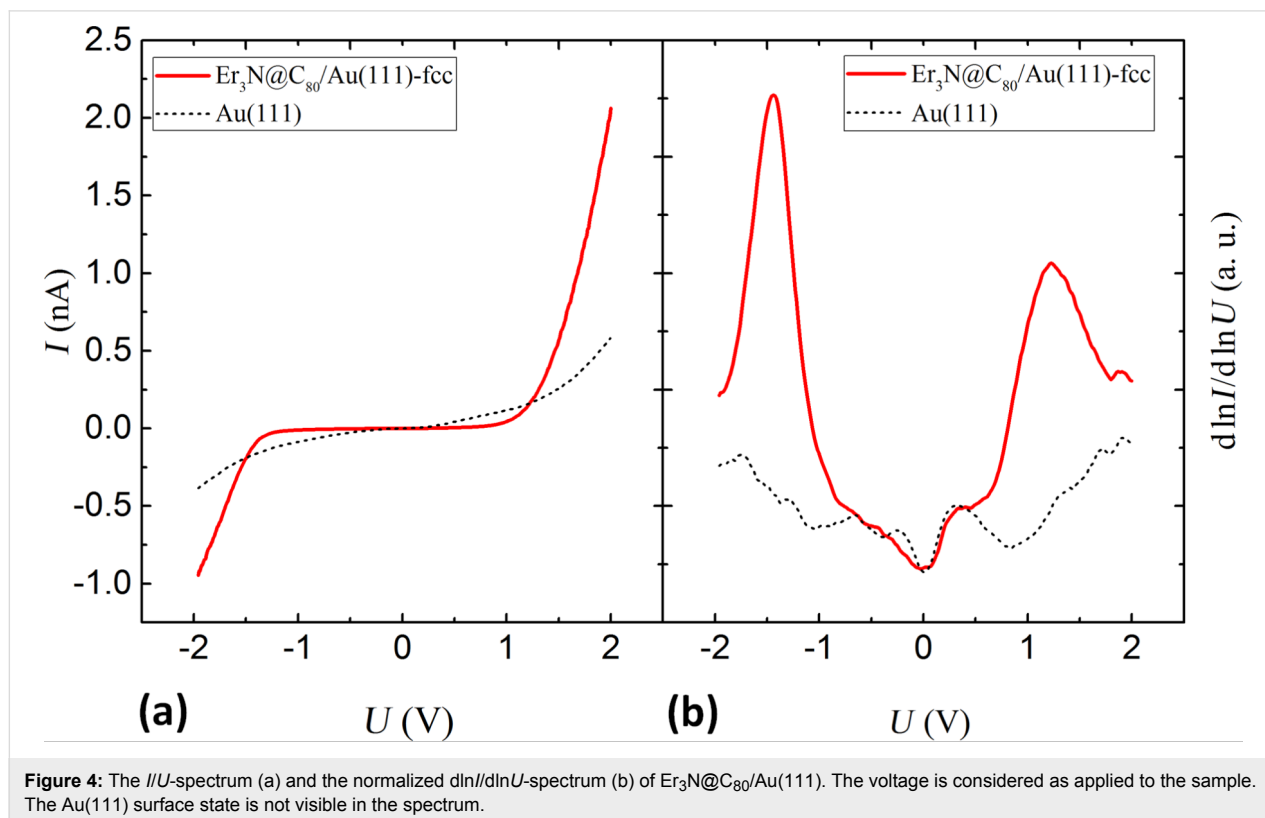 2.5
2.0
1.5
1.0
0.5
0.0
-0.5
-1.0
I (nA)
Er₃N@C₈₀/Au(111)-fcc
Au(111)
-2 -1 0 1 2
(a)
U (V)
Er₃N@C₈₀/Au(111)-fcc
Au(111)
dlnI/dlnU (a. u.)
-2 -1 0 1 2
(b)
U (V)
Figure 4: The I/U-spectrum (a) and the normalized dlnI/dlnU-spectrum (b) of Er₃N@C₈₀/Au(111). The voltage is considered as applied to the sample.
The Au(111) surface state is not visible in the spectrum.